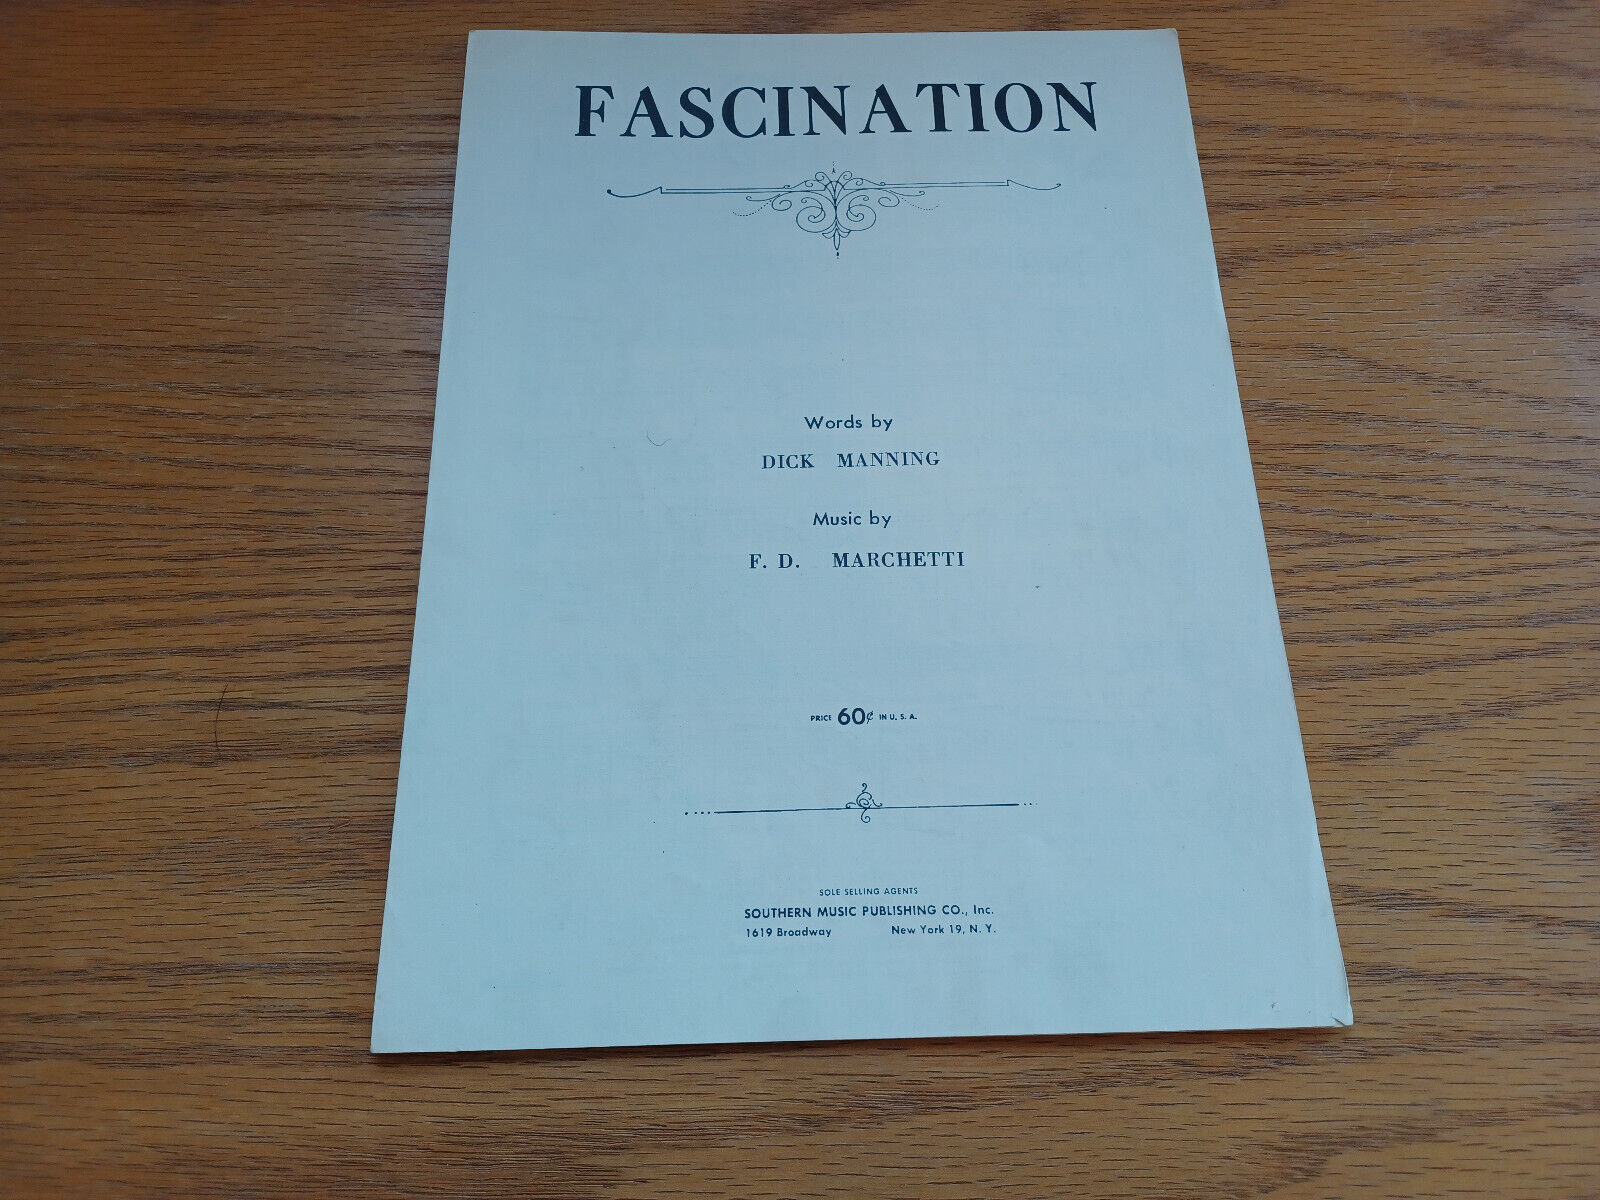 FASCINATION
Words by
DICK MANNING
Music by
F. D. MARCHETTI
PRICE 60¢ IN U. S. A.
SOLE SELLING AGENTS
SOUTHERN MUSIC PUBLISHING CO., Inc.
1619 Broadway New York 19, N. Y.